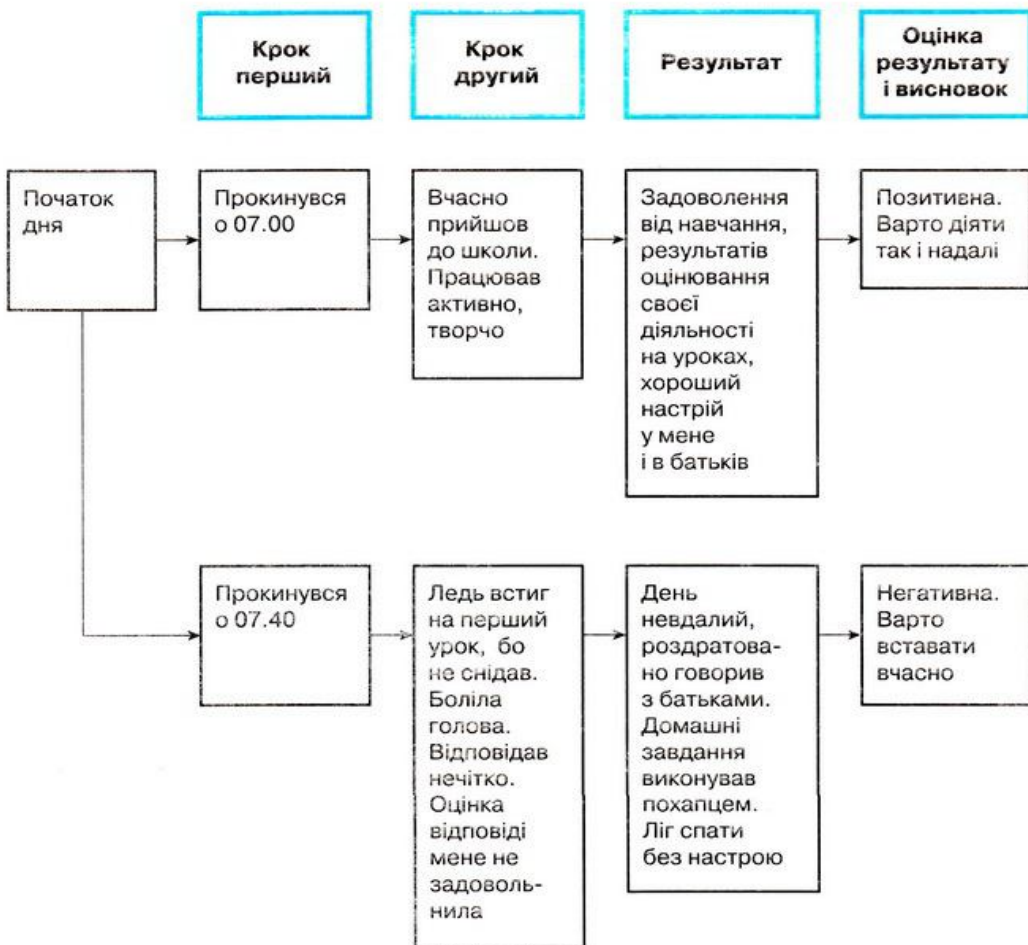 Крок
перший
Крок
другий
Результат
Оцінка
результату
і висновок
Початок
дня
Прокинувся
о 07.00
Вчасно
прийшов
до школи.
Працював
активно,
творчо
Задоволення
від навчання,
результатів
оцінювання
своєї
діяльності
на уроках,
хороший
настрій
у мене
і в батьків
Позитивна.
Варто діяти
так і надалі
Прокинувся
о 07.40
Ледь встиг
на перший
урок, бо
не снідав.
Боліла
голова.
Відповідав
нечітко.
Оцінка
відповіді
мене не
задоволь-
нила
День
невдалий,
роздратова-
но говорив
з батьками.
Домашні
завдання
виконував
похапцем.
Ліг спати
без настрою
Негативна.
Варто
вставати
вчасно